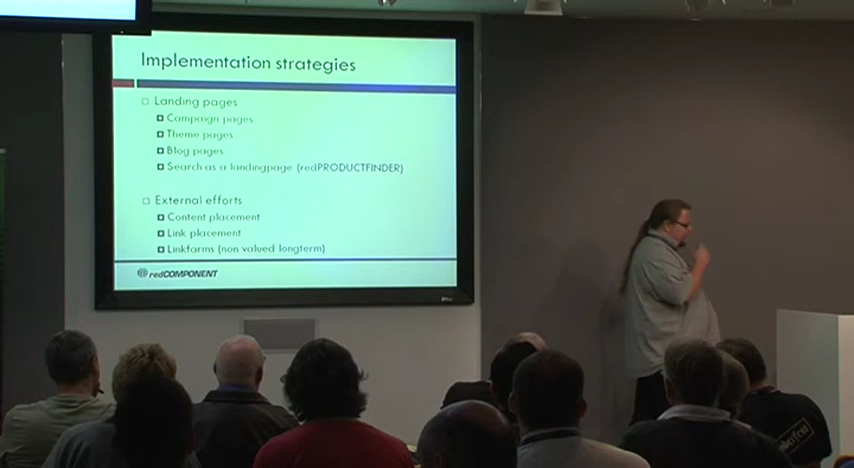 Implementation strategies
Landing pages
Campaign pages
Theme pages
Blog pages
Search as a landingpage (redPRODUCTFINDER)
External efforts
Content placement
Link placement
Linkfarms (non valued longterm)
redCOMPONENT